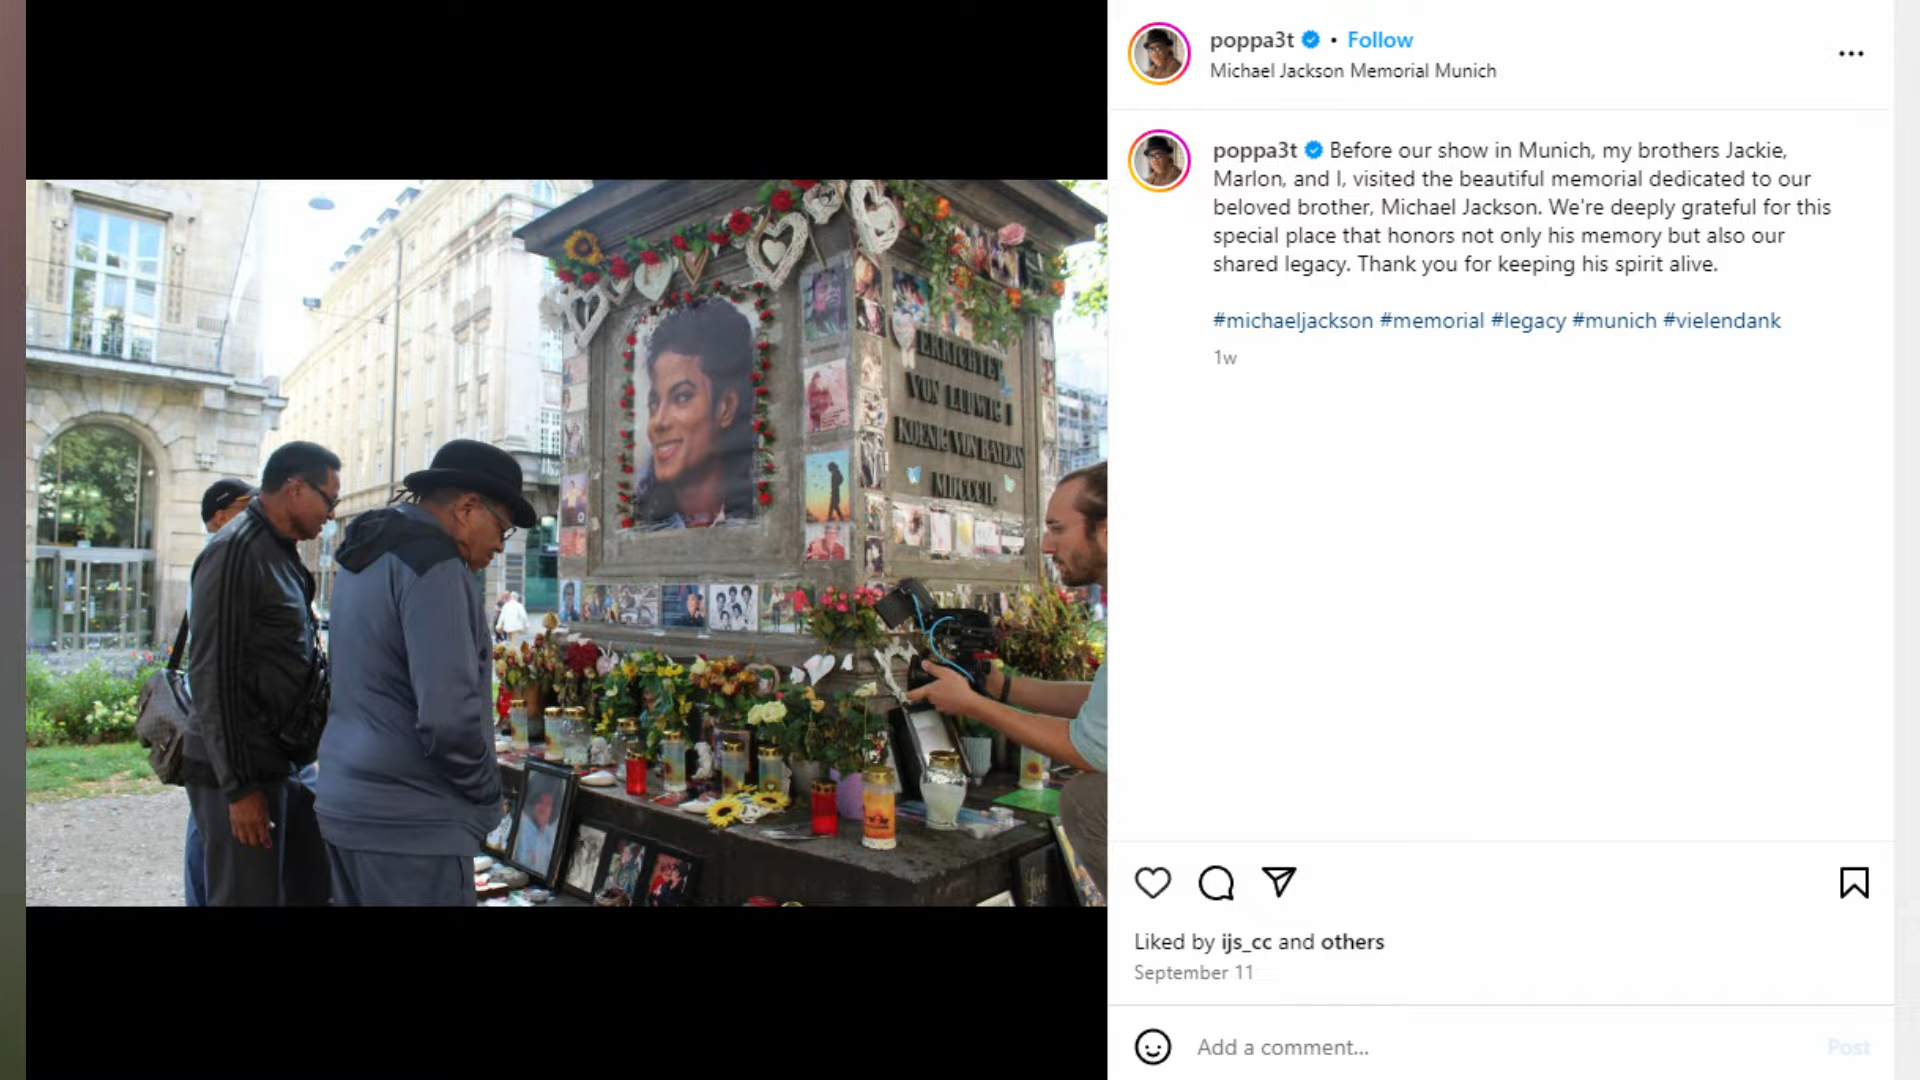 poppa3t • Follow
Michael Jackson Memorial Munich
poppa3t Before our show in Munich, my brothers Jackie,
Marlon, and I, visited the beautiful memorial dedicated to our
beloved brother, Michael Jackson. We're deeply grateful for this
special place that honors not only his memory but also our
shared legacy. Thank you for keeping his spirit alive.
#michaeljackson #memorial #legacy #munich #vielendank
1w
ERRICHTET
VON LUDWIG I
KOENIG VON BAYERN
MDCCCIL
Liked by ijs_cc and others
September 11
Add a comment...
Post